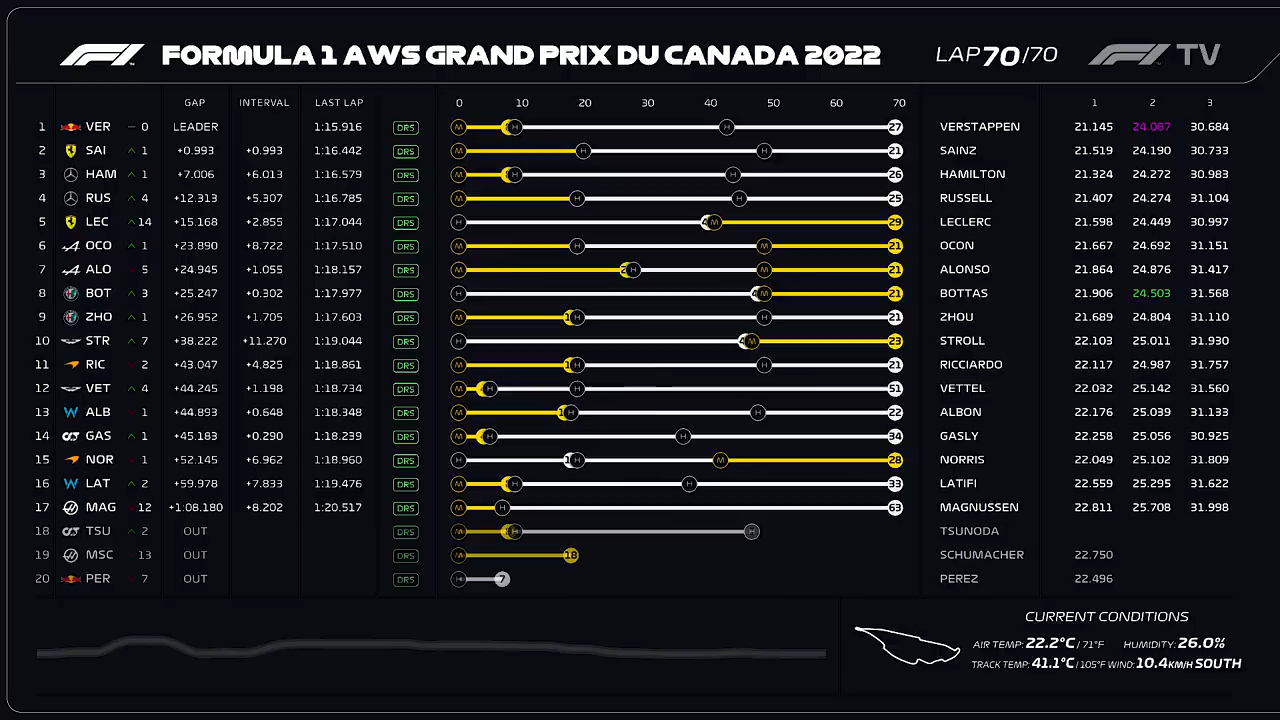 F1 FORMULA 1 AWS GRAND PRIX DU CANADA 2022 LAP 70/70 F1 TV
GAP INTERVAL LAST LAP 0 10 20 30 40 50 60 70 1 2 3
1 VER – 0 LEADER 1:15.916 DRS M H H 27 VERSTAPPEN 21.145 24.087 30.684
2 SAI 1 +0.993 +0.993 1:16.442 DRS M H H 21 SAINZ 21.519 24.190 30.733
3 HAM 1 +7.006 +6.013 1:16.579 DRS M H H 26 HAMILTON 21.324 24.272 30.983
4 RUS 4 +12.313 +5.307 1:16.785 DRS M H H 25 RUSSELL 21.407 24.274 31.104
5 LEC 14 +15.168 +2.855 1:17.044 DRS H M 29 LECLERC 21.598 24.449 30.997
6 OCO 1 +23.890 +8.722 1:17.510 DRS M H M 21 OCON 21.667 24.692 31.151
7 ALO 5 +24.945 +1.055 1:18.157 DRS M H M 21 ALONSO 21.864 24.876 31.417
8 BOT 3 +25.247 +0.302 1:17.977 DRS H M 21 BOTTAS 21.906 24.503 31.568
9 ZHO 1 +26.952 +1.705 1:17.603 DRS M H H 21 ZHOU 21.689 24.804 31.110
10 STR 7 +38.222 +11.270 1:19.044 DRS H M 23 STROLL 22.103 25.011 31.930
11 RIC 2 +43.047 +4.825 1:18.861 DRS M H H 21 RICCIARDO 22.117 24.987 31.757
12 VET 4 +44.245 +1.198 1:18.734 DRS M H H 51 VETTEL 22.032 25.142 31.560
13 ALB 1 +44.893 +0.648 1:18.348 DRS M H H 22 ALBON 22.176 25.039 31.133
14 GAS 1 +45.183 +0.290 1:18.239 DRS M H H 34 GASLY 22.258 25.056 30.925
15 NOR 1 +52.145 +6.962 1:18.960 DRS H H M 28 NORRIS 22.049 25.102 31.809
16 LAT 2 +59.978 +7.833 1:19.476 DRS M H H 33 LATIFI 22.559 25.295 31.622
17 MAG 12 +1:08.180 +8.202 1:20.517 DRS M H 63 MAGNUSSEN 22.811 25.708 31.998
18 TSU 2 OUT DRS M H H TSUNODA
19 MSC 13 OUT DRS M 18 SCHUMACHER 22.750
20 PER 7 OUT DRS H 7 PEREZ 22.496
CURRENT CONDITIONS
AIR TEMP: 22.2°C / 71°F HUMIDITY: 26.0%
TRACK TEMP: 41.1°C / 105°F WIND: 10.4KM/H SOUTH